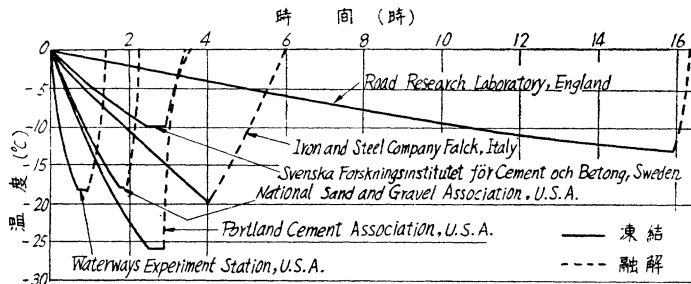 時 間 (時)
0 2 4 6 8 10 12 14 16
0
-5
-10
-15
-20
-25
-30
温度 (°C)
Road Research Laboratory, England
Iron and Steel Company Falck, Italy
Svenska Forskningsinstitutet för Cement och Betong, Sweden
National Sand and Gravel Association, U.S.A.
Portland Cement Association, U.S.A.
Waterways Experiment Station, U.S.A.
凍結
融解